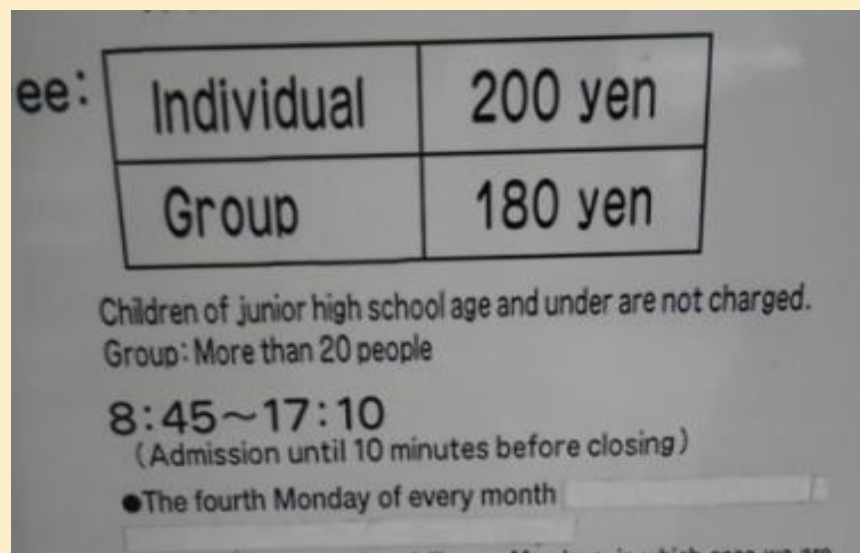 ee:
Individual 200 yen
Group 180 yen
Children of junior high school age and under are not charged.
Group: More than 20 people
8:45～17:10
(Admission until 10 minutes before closing)
●The fourth Monday of every month